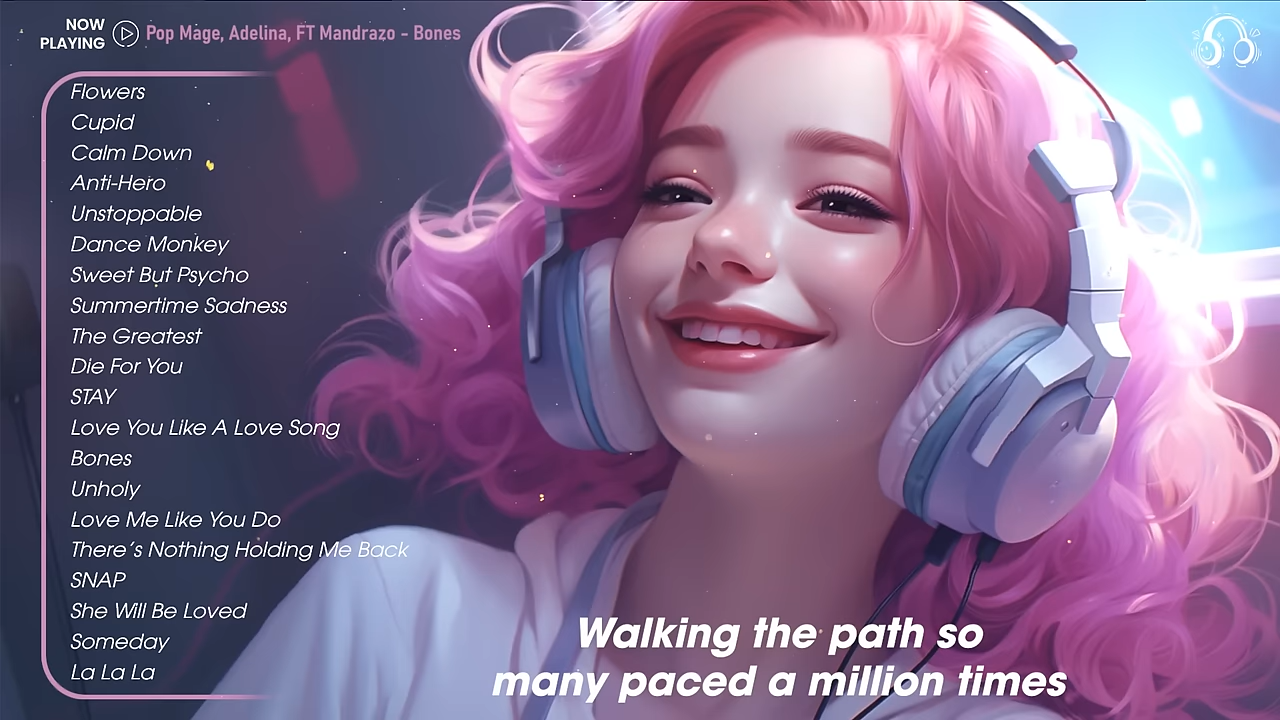 NOW
PLAYING
Pop Mage, Adelina, FT Mandrazo - Bones
Flowers
Cupid
Calm Down
Anti-Hero
Unstoppable
Dance Monkey
Sweet But Psycho
Summertime Sadness
The Greatest
Die For You
STAY
Love You Like A Love Song
Bones
Unholy
Love Me Like You Do
There's Nothing Holding Me Back
SNAP
She Will Be Loved
Someday
La La La
Walking the path so
many paced a million times